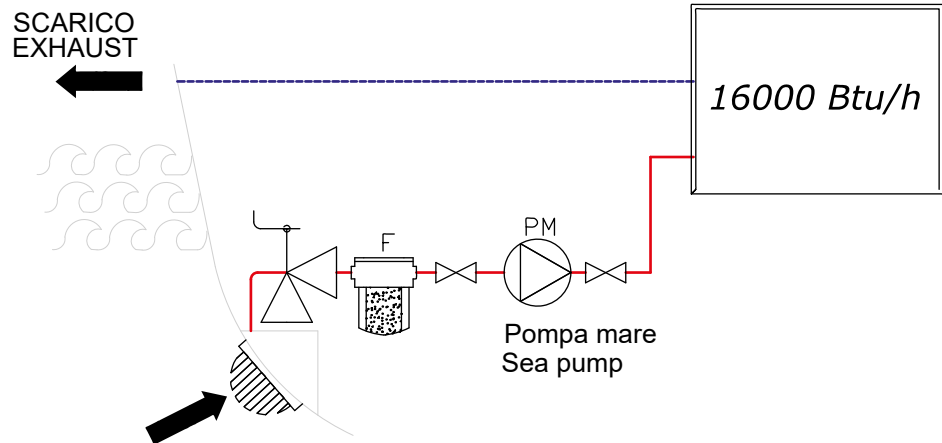 SCARICO
EXHAUST
16000 Btu/h
F
PM
Pompa mare
Sea pump